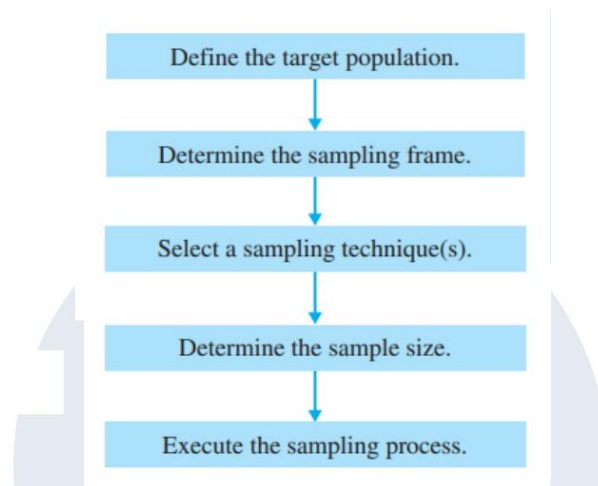 Define the target population.
Determine the sampling frame.
Select a sampling technique(s).
Determine the sample size.
Execute the sampling process.